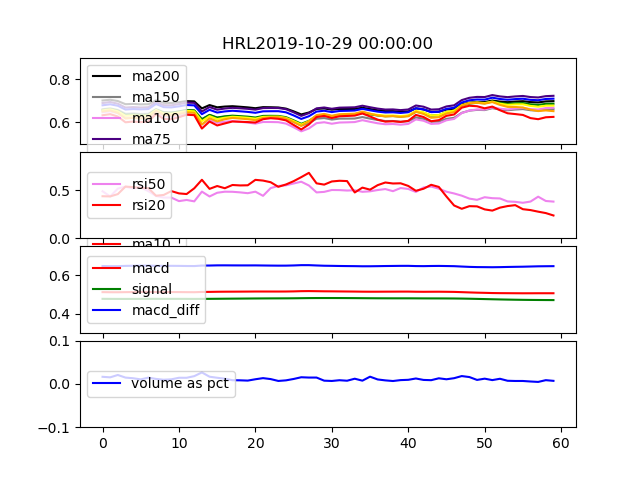 HRL2019-10-29 00:00:00
0.8
0.6
ma200
ma150
ma100
ma75
0.5
0.0
rsi50
rsi20
ma10
0.6
0.4
macd
signal
macd_diff
0.1
0.0
−0.1
volume as pct
0 10 20 30 40 50 60